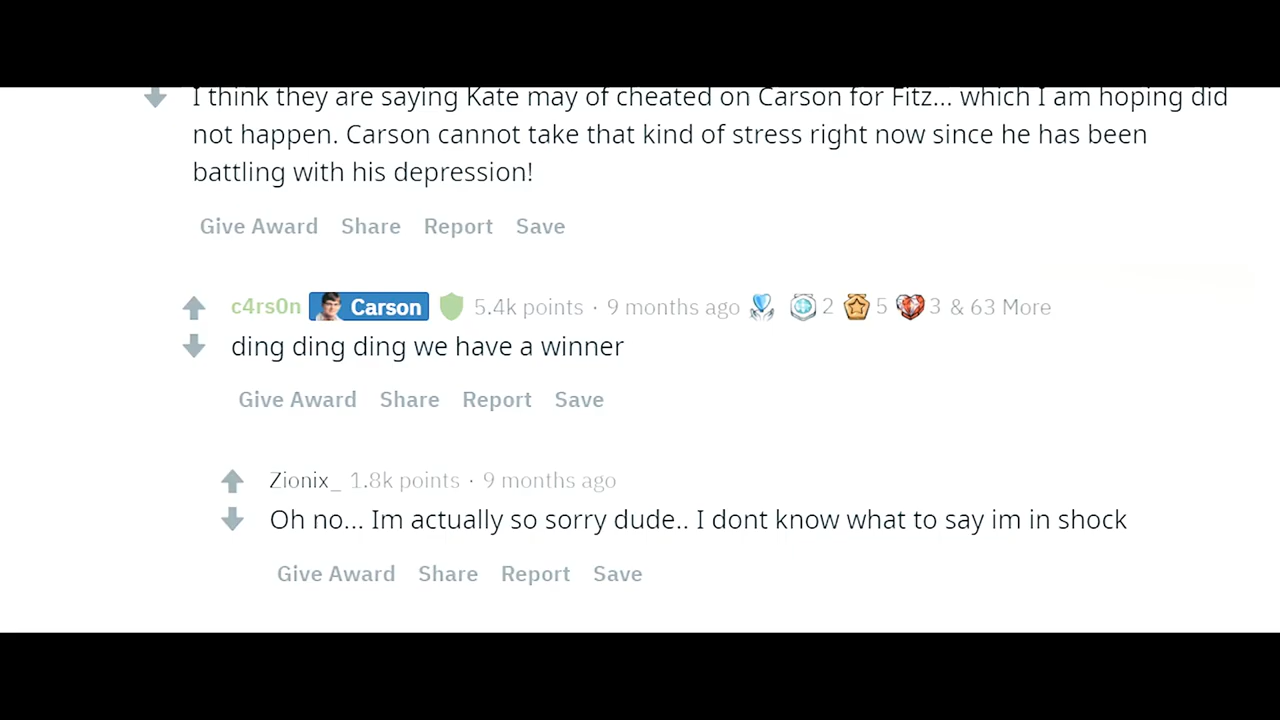 I think they are saying Kate may of cheated on Carson for Fitz... which I am hoping did
not happen. Carson cannot take that kind of stress right now since he has been
battling with his depression!
Give Award Share Report Save
c4rs0n Carson 5.4k points · 9 months ago 2 5 3 & 63 More
ding ding ding we have a winner
Give Award Share Report Save
Zionix_ 1.8k points · 9 months ago
Oh no... Im actually so sorry dude.. I dont know what to say im in shock
Give Award Share Report Save